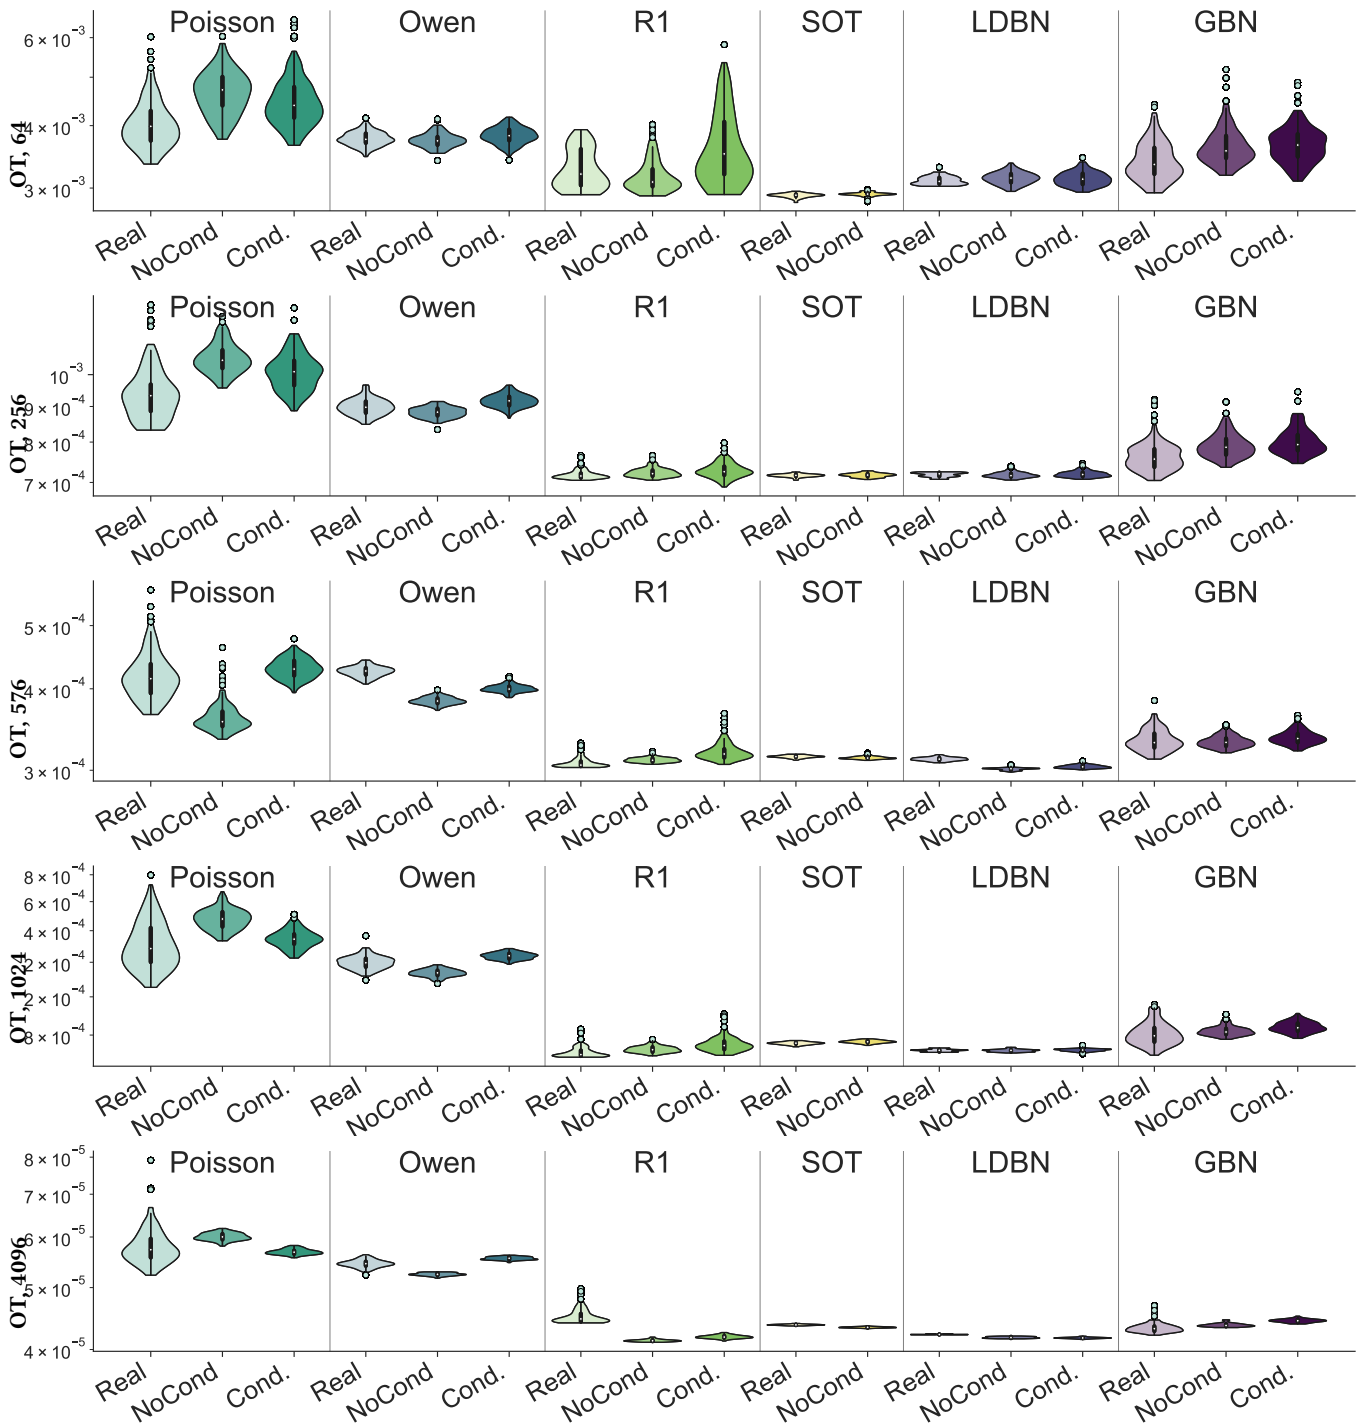 Poisson Owen R1 SOT LDBN GBN
6 × 10⁻³
4 × 10⁻³
3 × 10⁻³
OT, 64
Real NoCond Cond. Real NoCond Cond. Real NoCond Cond. Real NoCond Real NoCond Cond. Real NoCond Cond.
Poisson Owen R1 SOT LDBN GBN
10⁻³
9 × 10⁻⁴
8 × 10⁻⁴
7 × 10⁻⁴
OT, 256
Real NoCond Cond. Real NoCond Cond. Real NoCond Cond. Real NoCond Real NoCond Cond. Real NoCond Cond.
Poisson Owen R1 SOT LDBN GBN
5 × 10⁻⁴
4 × 10⁻⁴
3 × 10⁻⁴
OT, 576
Real NoCond Cond. Real NoCond Cond. Real NoCond Cond. Real NoCond Real NoCond Cond. Real NoCond Cond.
Poisson Owen R1 SOT LDBN GBN
8 × 10⁻⁴
6 × 10⁻⁴
4 × 10⁻⁴
2 × 10⁻⁴
2 × 10⁻⁴
8 × 10⁻⁴
OT, 1024
Real NoCond Cond. Real NoCond Cond. Real NoCond Cond. Real NoCond Real NoCond Cond. Real NoCond Cond.
Poisson Owen R1 SOT LDBN GBN
8 × 10⁻⁵
7 × 10⁻⁵
6 × 10⁻⁵
5 × 10⁻⁵
4 × 10⁻⁵
OT, 4096
Real NoCond Cond. Real NoCond Cond. Real NoCond Cond. Real NoCond Real NoCond Cond. Real NoCond Cond.